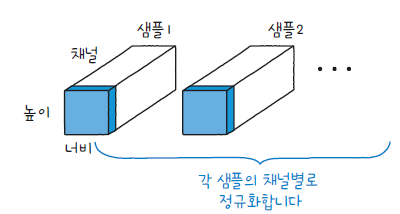 샘플1
샘플2
채널
높이
너비
각 샘플의 채널별로
정규화합니다